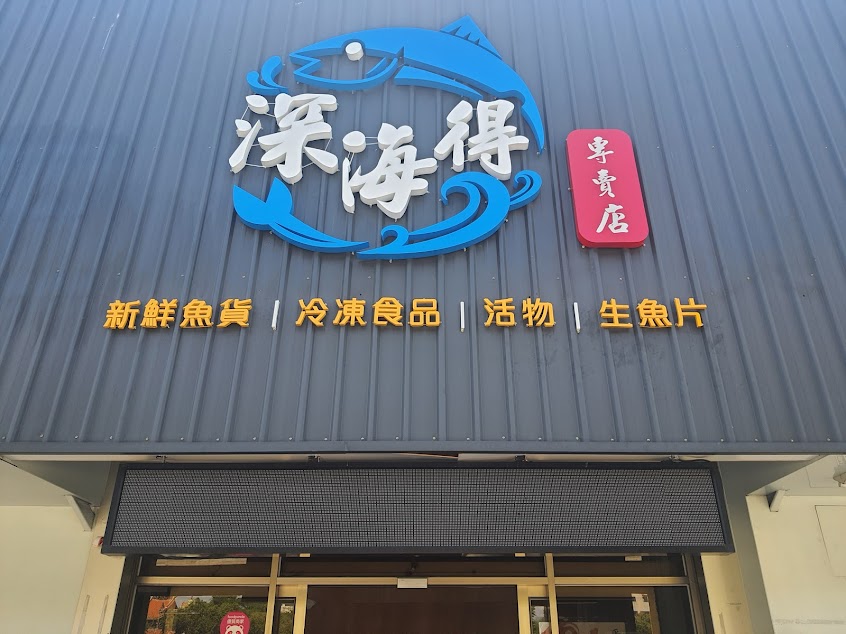 深海得
專賣店
新鮮魚貨 | 冷凍食品 | 活物 | 生魚片
foodpanda